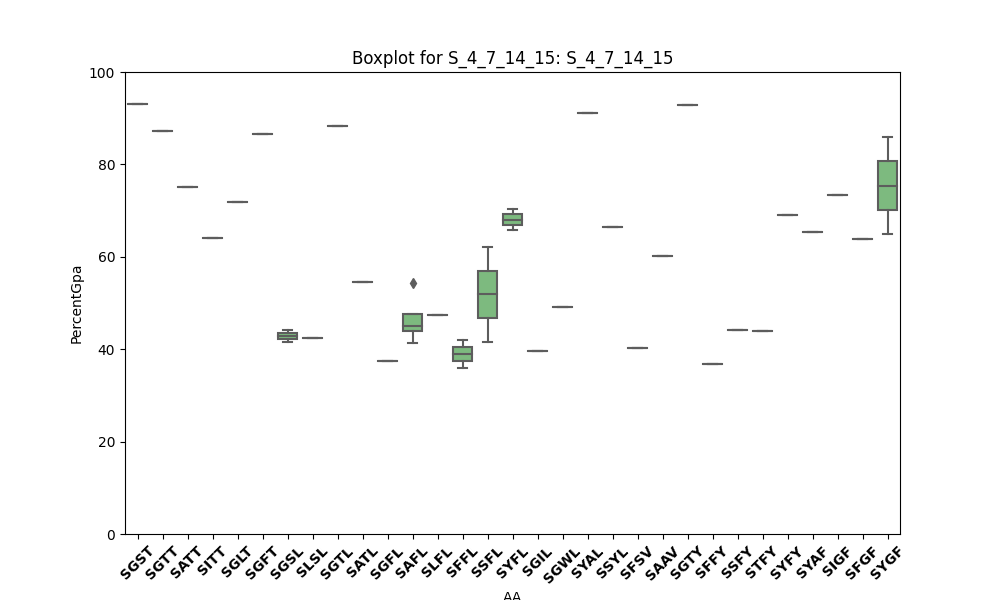 Boxplot for S_4_7_14_15: S_4_7_14_15
100
80
60
40
20
0
PercentGpa
SGST SGTT SATT SITT SGLT SGFT SGSL SLSL SGTL SATL SGFL SAFL SLFL SFFL SSFL SYFL SGIL SGWL SYAL SSYL SFSV SAAV SGTY SFFY SSFY STFY SYFY SYAF SIGF SFGF SYGF
AA